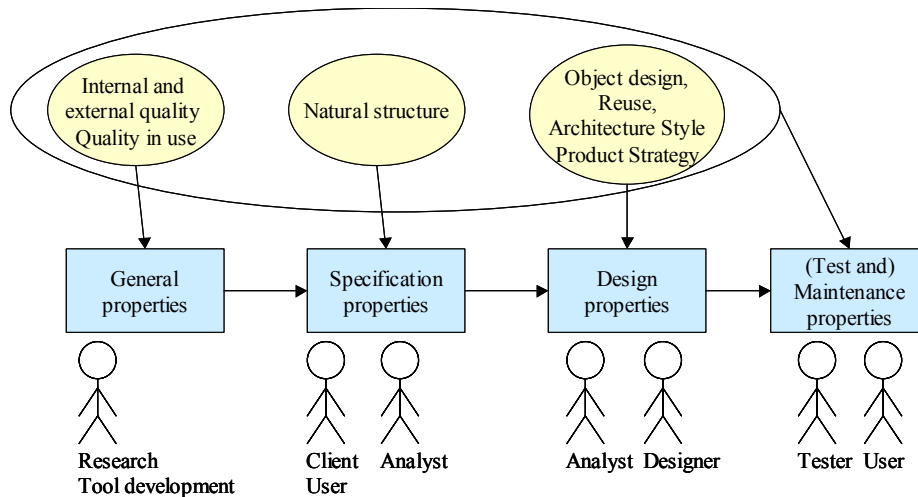 Internal and
external quality
Quality in use
Natural structure
Object design,
Reuse,
Architecture Style
Product Strategy
General
properties
Specification
properties
Design
properties
(Test and)
Maintenance
properties
Research
Tool development
Client
User
Analyst
Analyst
Designer
Tester
User